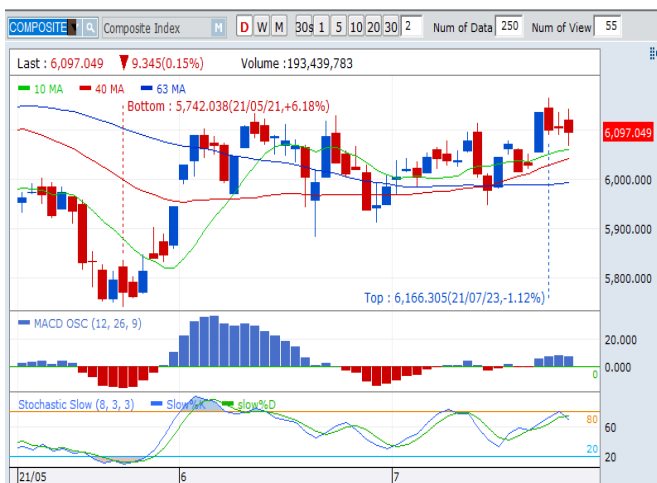 COMPOSITE Composite Index M D W M 30s 1 5 10 20 30 2 Num of Data 250 Num of View 55
Last : 6,097.049 ▼ 9.345(0.15%) Volume :193,439,783
10 MA 40 MA 63 MA
Bottom : 5,742.038(21/05/21,+6.18%)
6,097.049
6,000.000
5,900.000
5,800.000
Top : 6,166.305(21/07/23,-1.12%)
MACD OSC (12, 26, 9)
20.000
0.000
0
Stochastic Slow (8, 3, 3) Slow%K slow%D
80
60
20
20
21/05 6 7